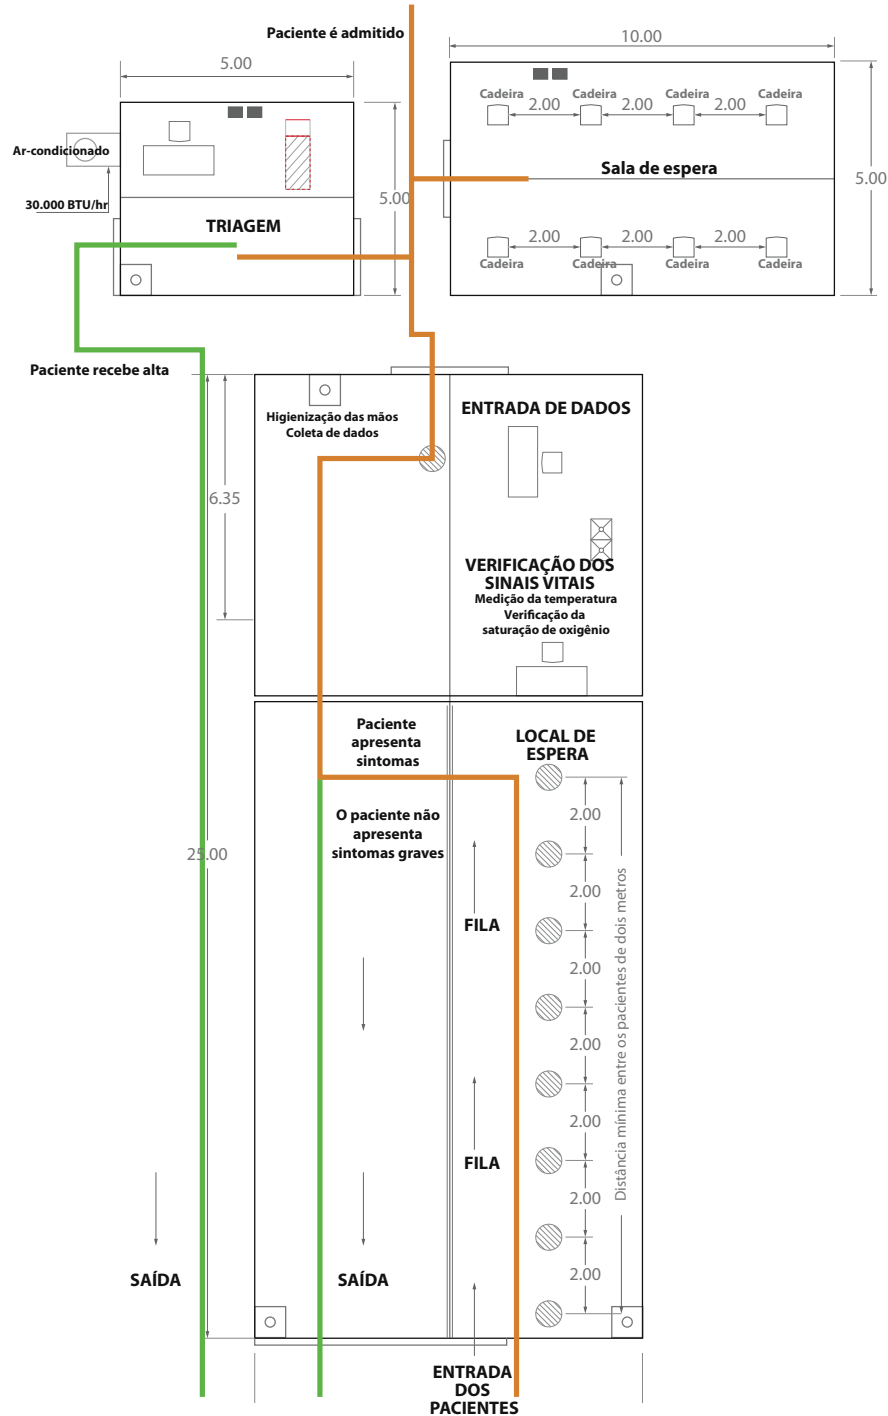 Paciente é admitido
10.00
5.00
Cadeira
Cadeira
Cadeira
Cadeira
2.00
2.00
2.00
Ar-condicionado
Sala de espera
5.00
5.00
30.000 BTU/hr
TRIAGEM
2.00
2.00
2.00
Cadeira
Cadeira
Cadeira
Cadeira
Paciente recebe alta
Higienização das mãos
Coleta de dados
ENTRADA DE DADOS
6.35
VERIFICAÇÃO DOS
SINAIS VITAIS
Medição da temperatura
Verificação da
saturação de oxigênio
Paciente
apresenta
sintomas
LOCAL DE
ESPERA
O paciente não
apresenta
sintomas graves
25.00
2.00
2.00
2.00
2.00
2.00
2.00
2.00
Distância mínima entre os pacientes de dois metros
FILA
FILA
SAÍDA
SAÍDA
ENTRADA
DOS
PACIENTES